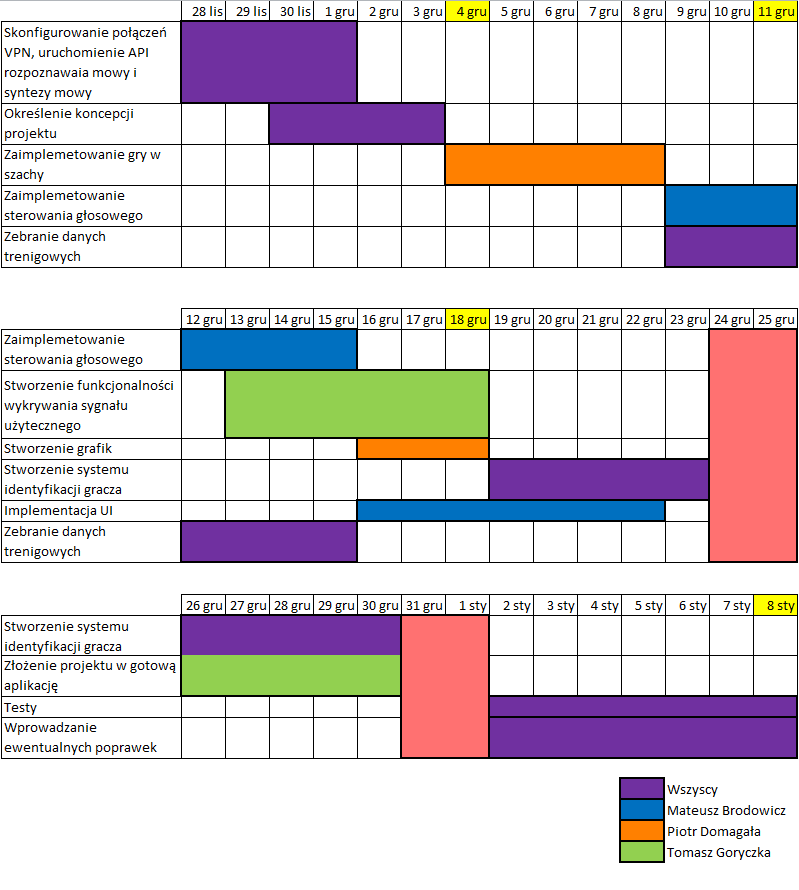 28 lis 29 lis 30 lis 1 gru 2 gru 3 gru 4 gru 5 gru 6 gru 7 gru 8 gru 9 gru 10 gru 11 gru
Skonfigurowanie połączeń
VPN, uruchomienie API
rozpoznawaia mowy i
syntezy mowy
Określenie koncepcji
projektu
Zaimplemetowanie gry w
szachy
Zaimplemetowanie
sterowania głosowego
Zebranie danych
trenigowych
12 gru 13 gru 14 gru 15 gru 16 gru 17 gru 18 gru 19 gru 20 gru 21 gru 22 gru 23 gru 24 gru 25 gru
Zaimplemetowanie
sterowania głosowego
Stworzenie funkcjonalności
wykrywania sygnału
użytecznego
Stworzenie grafik
Stworzenie systemu
identyfikacji gracza
Implementacja UI
Zebranie danych
trenigowych
26 gru 27 gru 28 gru 29 gru 30 gru 31 gru 1 sty 2 sty 3 sty 4 sty 5 sty 6 sty 7 sty 8 sty
Stworzenie systemu
identyfikacji gracza
Złożenie projektu w gotową
aplikację
Testy
Wprowadzanie
ewentualnych poprawek
Wszyscy
Mateusz Brodowicz
Piotr Domagała
Tomasz Goryczka